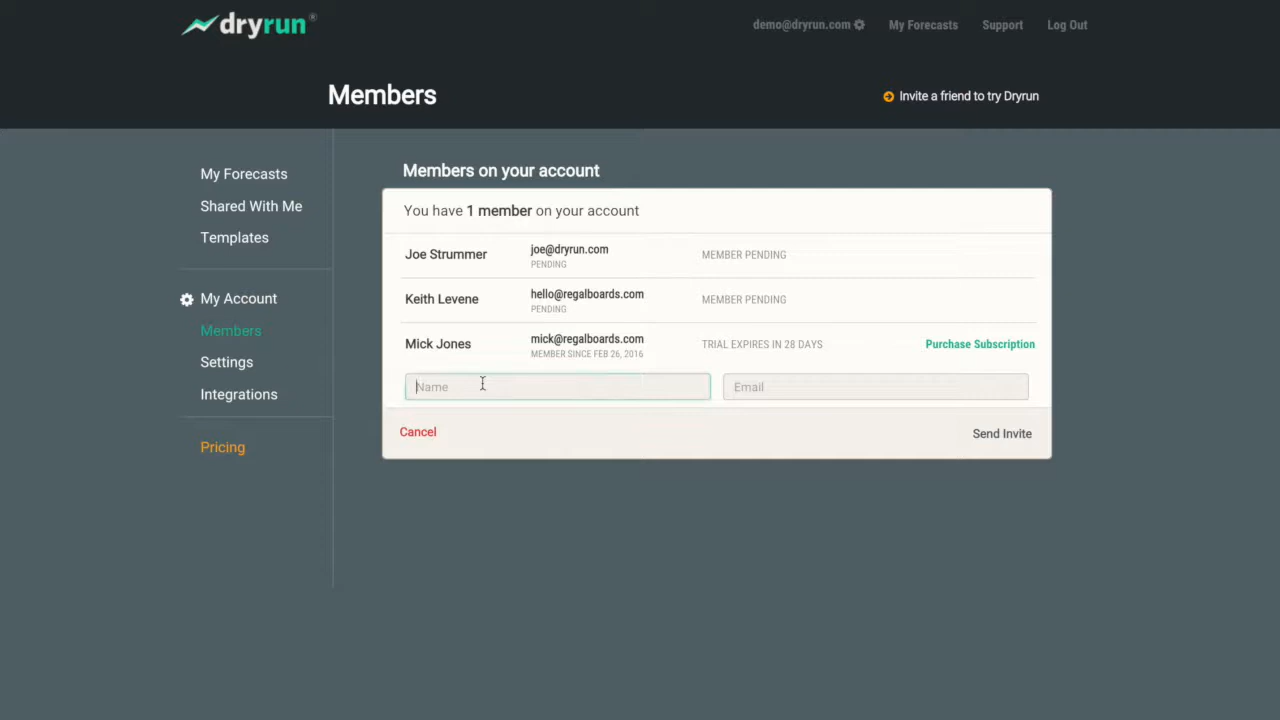 dryrun®
demo@dryrun.com My Forecasts Support Log Out
Members
Invite a friend to try Dryrun
My Forecasts
Shared With Me
Templates
My Account
Members
Settings
Integrations
Pricing
Members on your account
You have 1 member on your account
Joe Strummer joe@dryrun.com MEMBER PENDING
PENDING
Keith Levene hello@regalboards.com MEMBER PENDING
PENDING
Mick Jones mick@regalboards.com TRIAL EXPIRES IN 28 DAYS Purchase Subscription
MEMBER SINCE FEB 26, 2016
Name Email
Cancel Send Invite